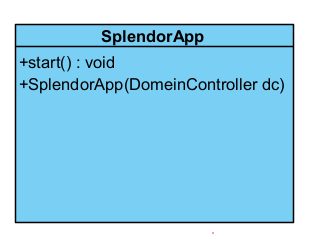 SplendorApp
+start() : void
+SplendorApp(DomeinController dc)